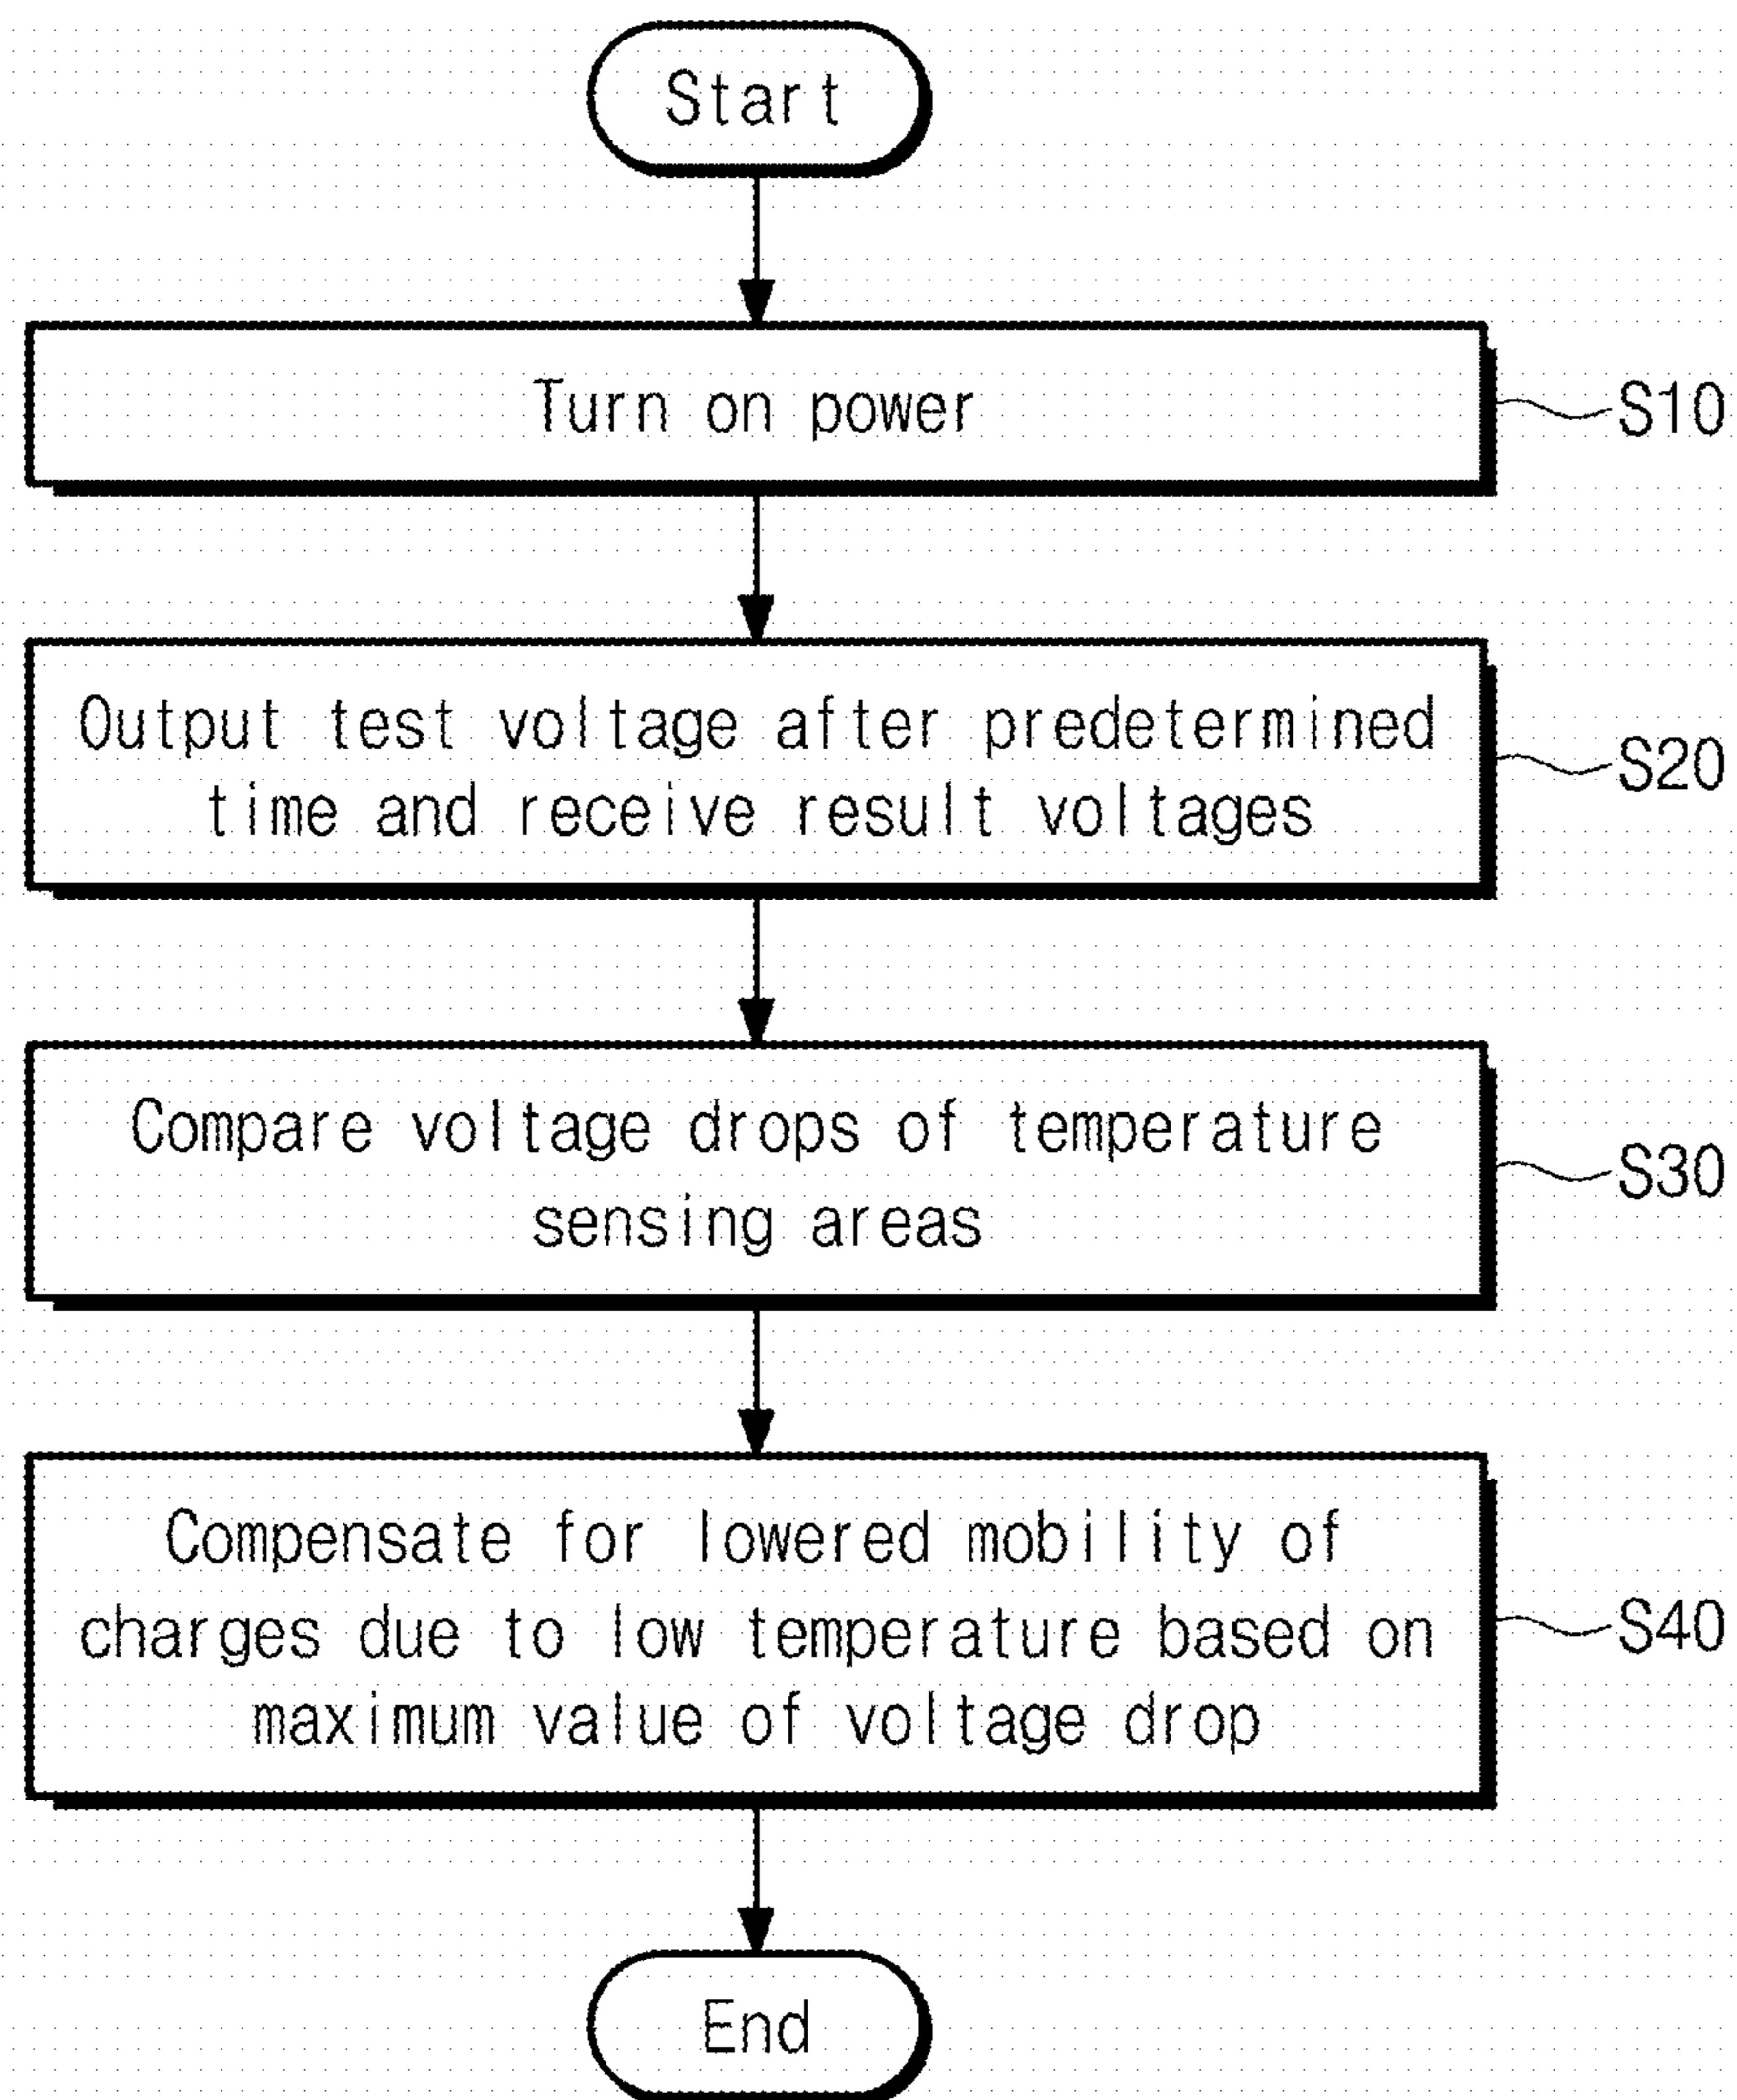 Start
Turn on power
S10
Output test voltage after predetermined
time and receive result voltages
S20
Compare voltage drops of temperature
sensing areas
S30
Compensate for lowered mobility of
charges due to low temperature based on
maximum value of voltage drop
S40
End